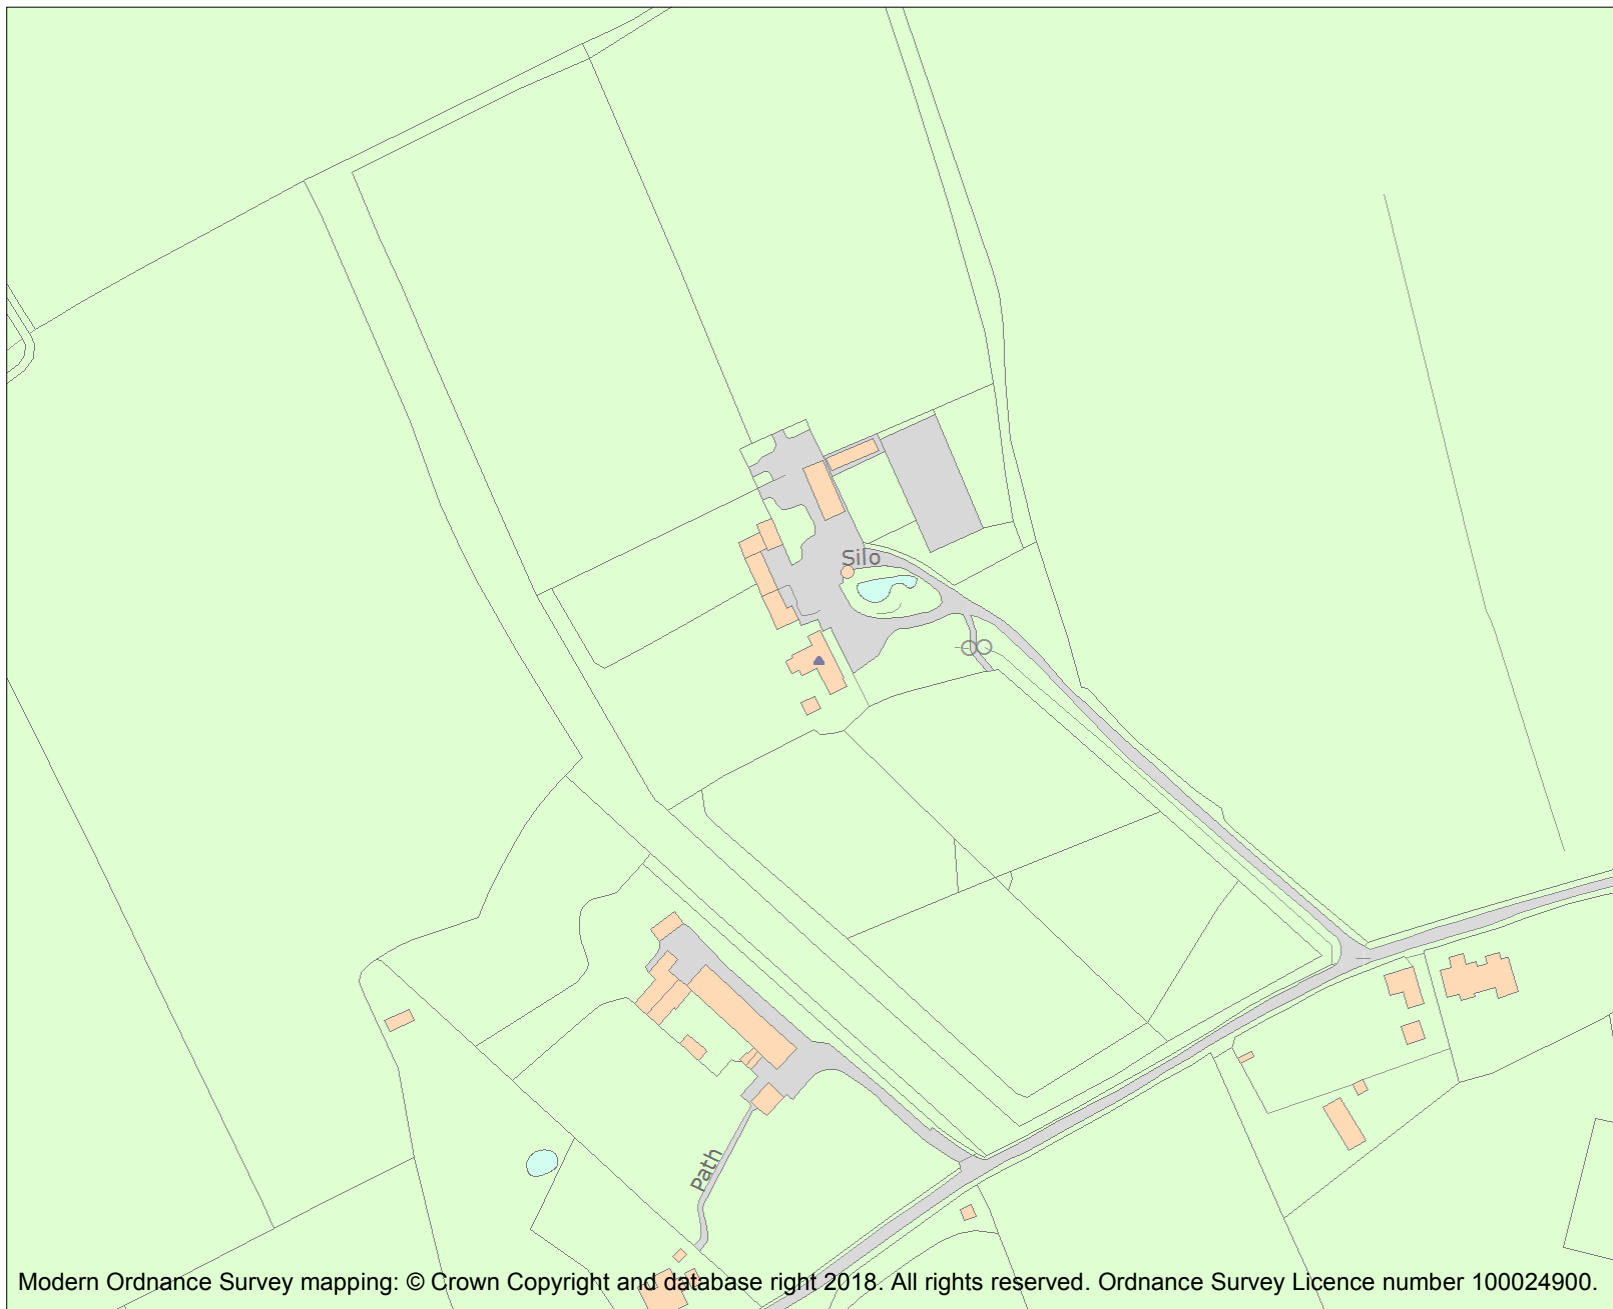 Silo
Path
Modern Ordnance Survey mapping: © Crown Copyright and database right 2018. All rights reserved. Ordnance Survey Licence number 100024900.